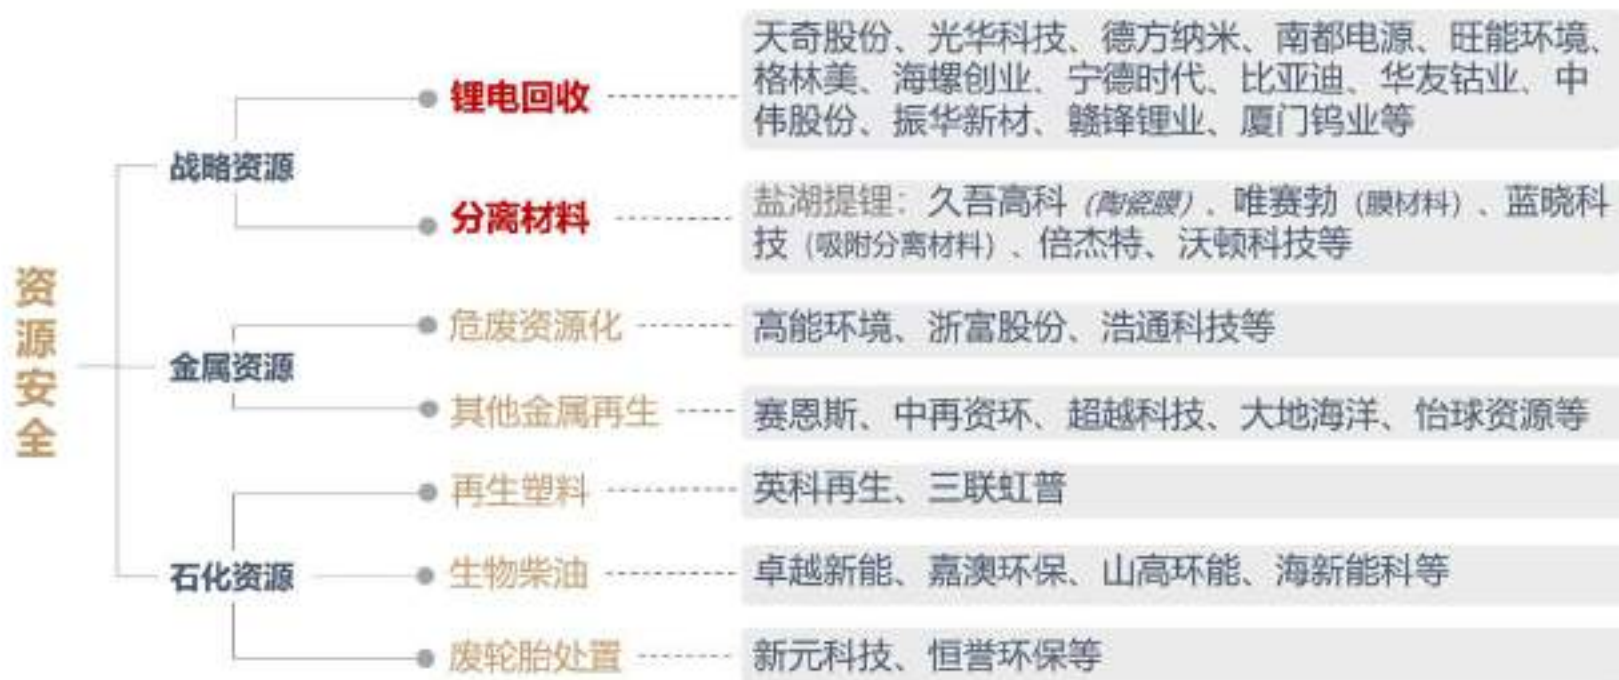 资源安全
战略资源
锂电回收
天奇股份、光华科技、德方纳米、南都电源、旺能环境、
格林美、海螺创业、宁德时代、比亚迪、华友钴业、中
伟股份、振华新材、赣锋锂业、厦门钨业等
分离材料
盐湖提锂：久吾高科（陶瓷膜）、唯赛勃（膜材料）、蓝晓科
技（吸附分离材料）、倍杰特、沃顿科技等
金属资源
危废资源化
高能环境、浙富股份、浩通科技等
其他金属再生
赛恩斯、中再资环、超越科技、大地海洋、怡球资源等
石化资源
再生塑料
英科再生、三联虹普
生物柴油
卓越新能、嘉澳环保、山高环能、海新能科等
废轮胎处置
新元科技、恒誉环保等